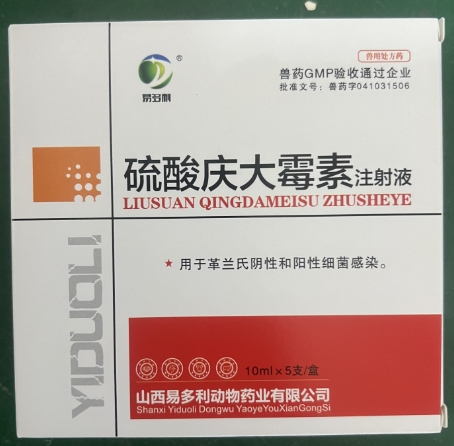 易多利
®
兽用处方药
兽药GMP验收通过企业
批准文号：兽药字041031506
硫酸庆大霉素注射液
LIUSUAN QINGDAMEISU ZHUSHEYE
★ 用于革兰氏阴性和阳性细菌感染。
YIDUOLI
10ml×5支/盒
山西易多利动物药业有限公司
Shanxi Yiduoli Dongwu YaoyeYouXianGongSi